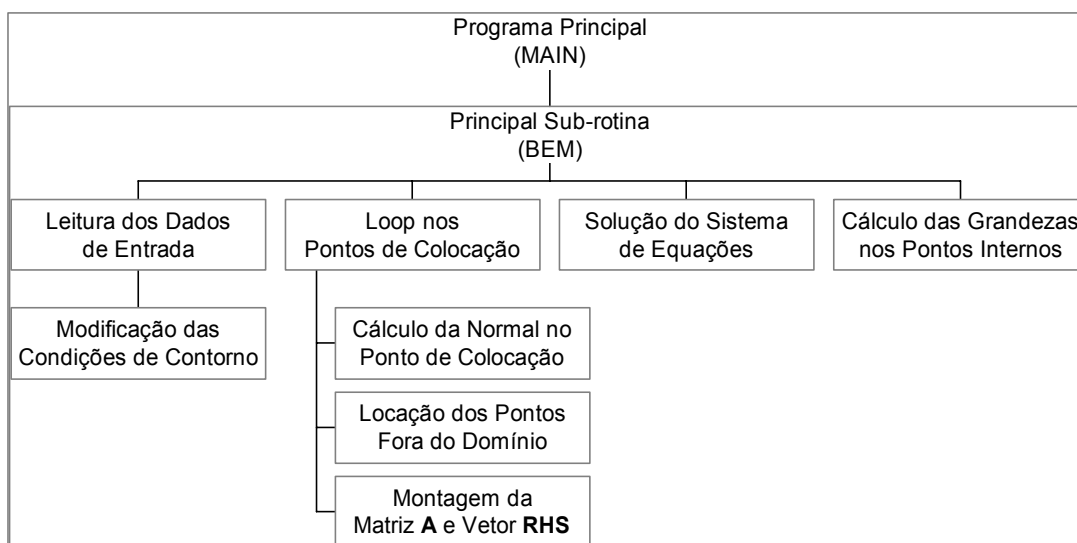 Programa Principal
(MAIN)
Principal Sub-rotina
(BEM)
Leitura dos Dados
de Entrada
Loop nos
Pontos de Colocação
Solução do Sistema
de Equações
Cálculo das Grandezas
nos Pontos Internos
Modificação das
Condições de Contorno
Cálculo da Normal no
Ponto de Colocação
Locação dos Pontos
Fora do Domínio
Montagem da
Matriz A e Vetor RHS